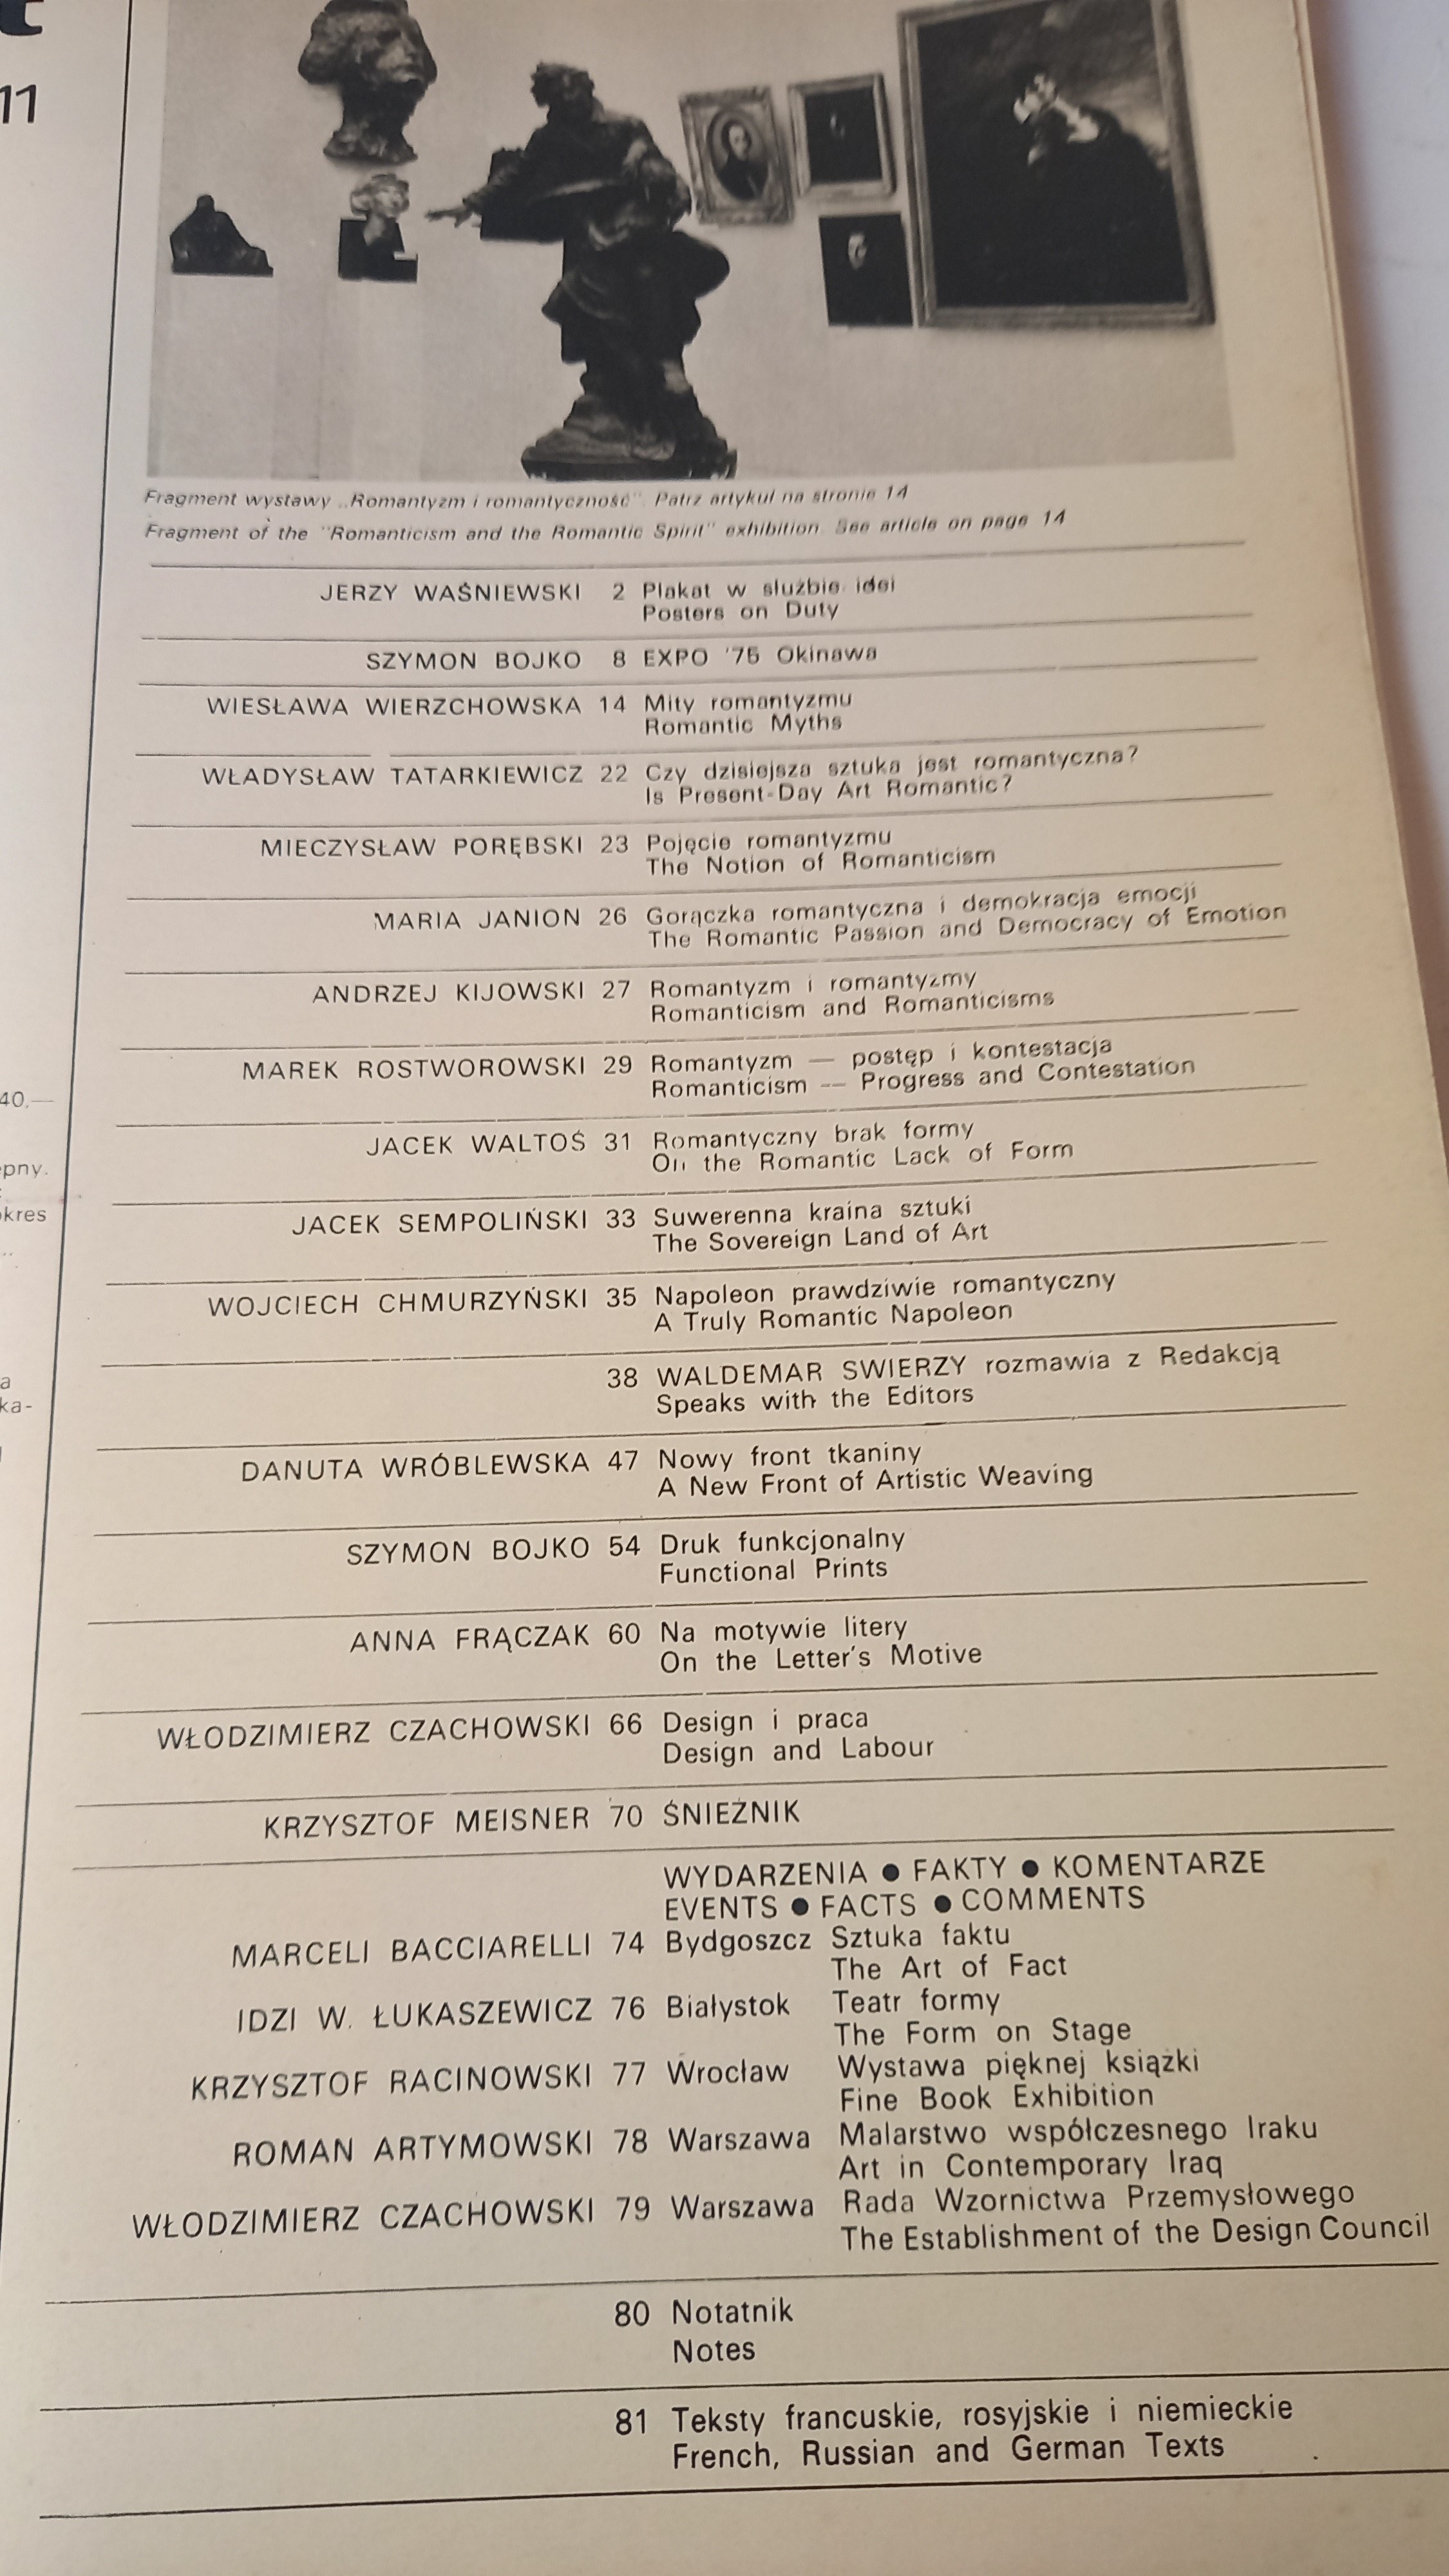 11
Fragment wystawy „Romantyzm i romantyczność". Patrz artykuł na stronie 14
Fragment of the "Romanticism and the Romantic Spirit" exhibition. See article on page 14
JERZY WAŚNIEWSKI 2 Plakat w służbie idei
Posters on Duty
SZYMON BOJKO 8 EXPO '75 Okinawa
WIESŁAWA WIERZCHOWSKA 14 Mity romantyzmu
Romantic Myths
WŁADYSŁAW TATARKIEWICZ 22 Czy dzisiejsza sztuka jest romantyczna?
Is Present-Day Art Romantic?
MIECZYSŁAW PORĘBSKI 23 Pojęcie romantyzmu
The Notion of Romanticism
MARIA JANION 26 Gorączka romantyczna i demokracja emocji
The Romantic Passion and Democracy of Emotion
ANDRZEJ KIJOWSKI 27 Romantyzm i romantyzmy
Romanticism and Romanticisms
MAREK ROSTWOROWSKI 29 Romantyzm — postęp i kontestacja
Romanticism — Progress and Contestation
JACEK WALTOŚ 31 Romantyczny brak formy
On the Romantic Lack of Form
JACEK SEMPOLIŃSKI 33 Suwerenna kraina sztuki
The Sovereign Land of Art
WOJCIECH CHMURZYŃSKI 35 Napoleon prawdziwie romantyczny
A Truly Romantic Napoleon
38 WALDEMAR SWIERZY rozmawia z Redakcją
Speaks with the Editors
DANUTA WRÓBLEWSKA 47 Nowy front tkaniny
A New Front of Artistic Weaving
SZYMON BOJKO 54 Druk funkcjonalny
Functional Prints
ANNA FRĄCZAK 60 Na motywie litery
On the Letter's Motive
WŁODZIMIERZ CZACHOWSKI 66 Design i praca
Design and Labour
KRZYSZTOF MEISNER 70 ŚNIEŻNIK
WYDARZENIA ● FAKTY ● KOMENTARZE
EVENTS ● FACTS ● COMMENTS
MARCELI BACCIARELLI 74 Bydgoszcz Sztuka faktu
The Art of Fact
IDZI W. ŁUKASZEWICZ 76 Białystok Teatr formy
The Form on Stage
KRZYSZTOF RACINOWSKI 77 Wrocław Wystawa pięknej książki
Fine Book Exhibition
ROMAN ARTYMOWSKI 78 Warszawa Malarstwo współczesnego Iraku
Art in Contemporary Iraq
WŁODZIMIERZ CZACHOWSKI 79 Warszawa Rada Wzornictwa Przemysłowego
The Establishment of the Design Council
80 Notatnik
Notes
81 Teksty francuskie, rosyjskie i niemieckie
French, Russian and German Texts
40,—
epny.
okres
a
ka-